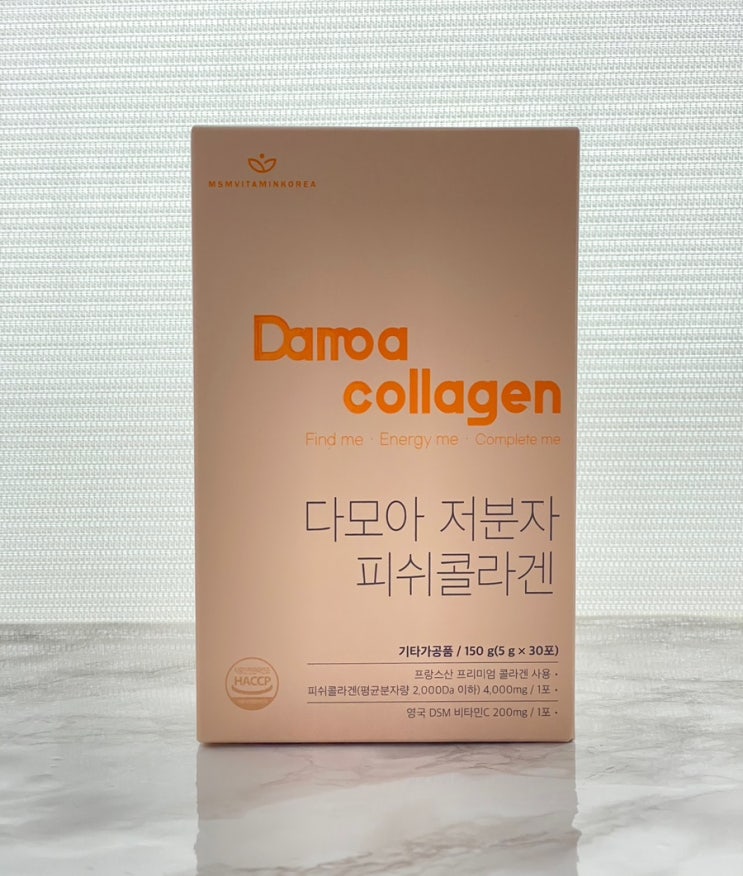 MSMVITAMINKOREA
Damoa
collagen
Find me · Energy me · Complete me
다모아 저분자
피쉬콜라겐
기타가공품 / 150 g(5 g × 30포)
프랑스산 프리미엄 콜라겐 사용 •
피쉬콜라겐(평균분자량 2,000Da 이하) 4,000mg / 1포 •
영국 DSM 비타민C 200mg / 1포 •
HACCP